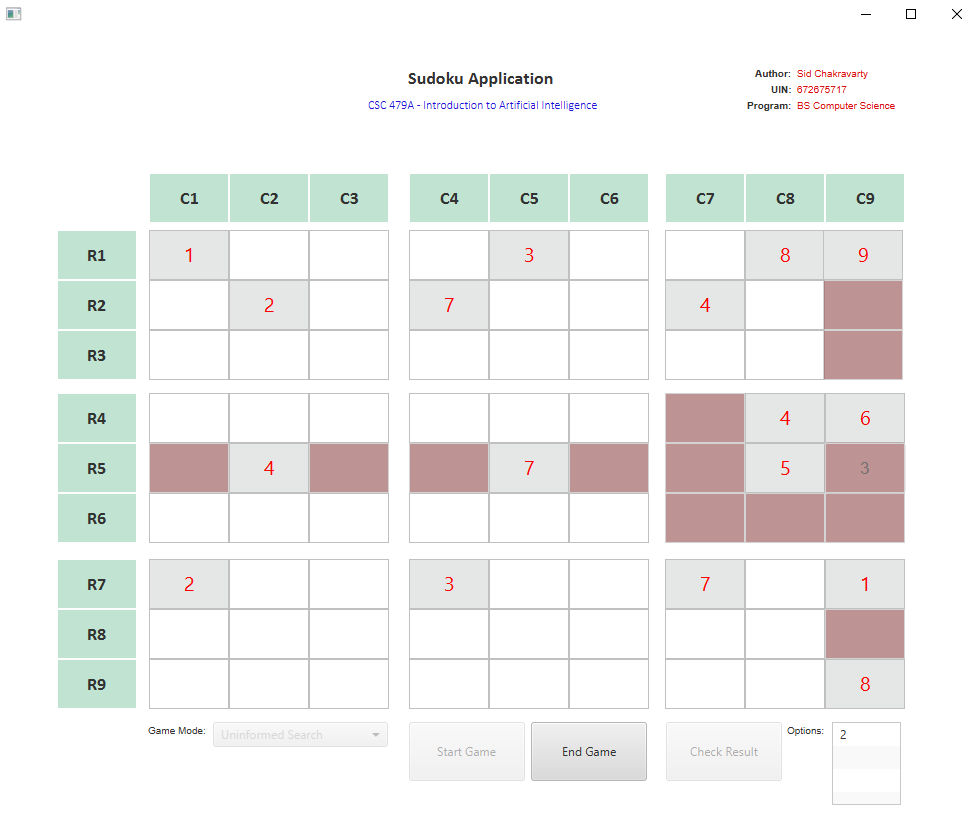 Sudoku Application
CSC 479A - Introduction to Artificial Intelligence
Author: Sid Chakravarty
UIN: 672675717
Program: BS Computer Science
C1 C2 C3 C4 C5 C6 C7 C8 C9
R1 1 3 8 9
R2 2 7 4
R3
R4 4 6
R5 4 7 5 3
R6
R7 2 3 7 1
R8
R9 8
Game Mode: Uninformed Search Start Game End Game Check Result Options: 2